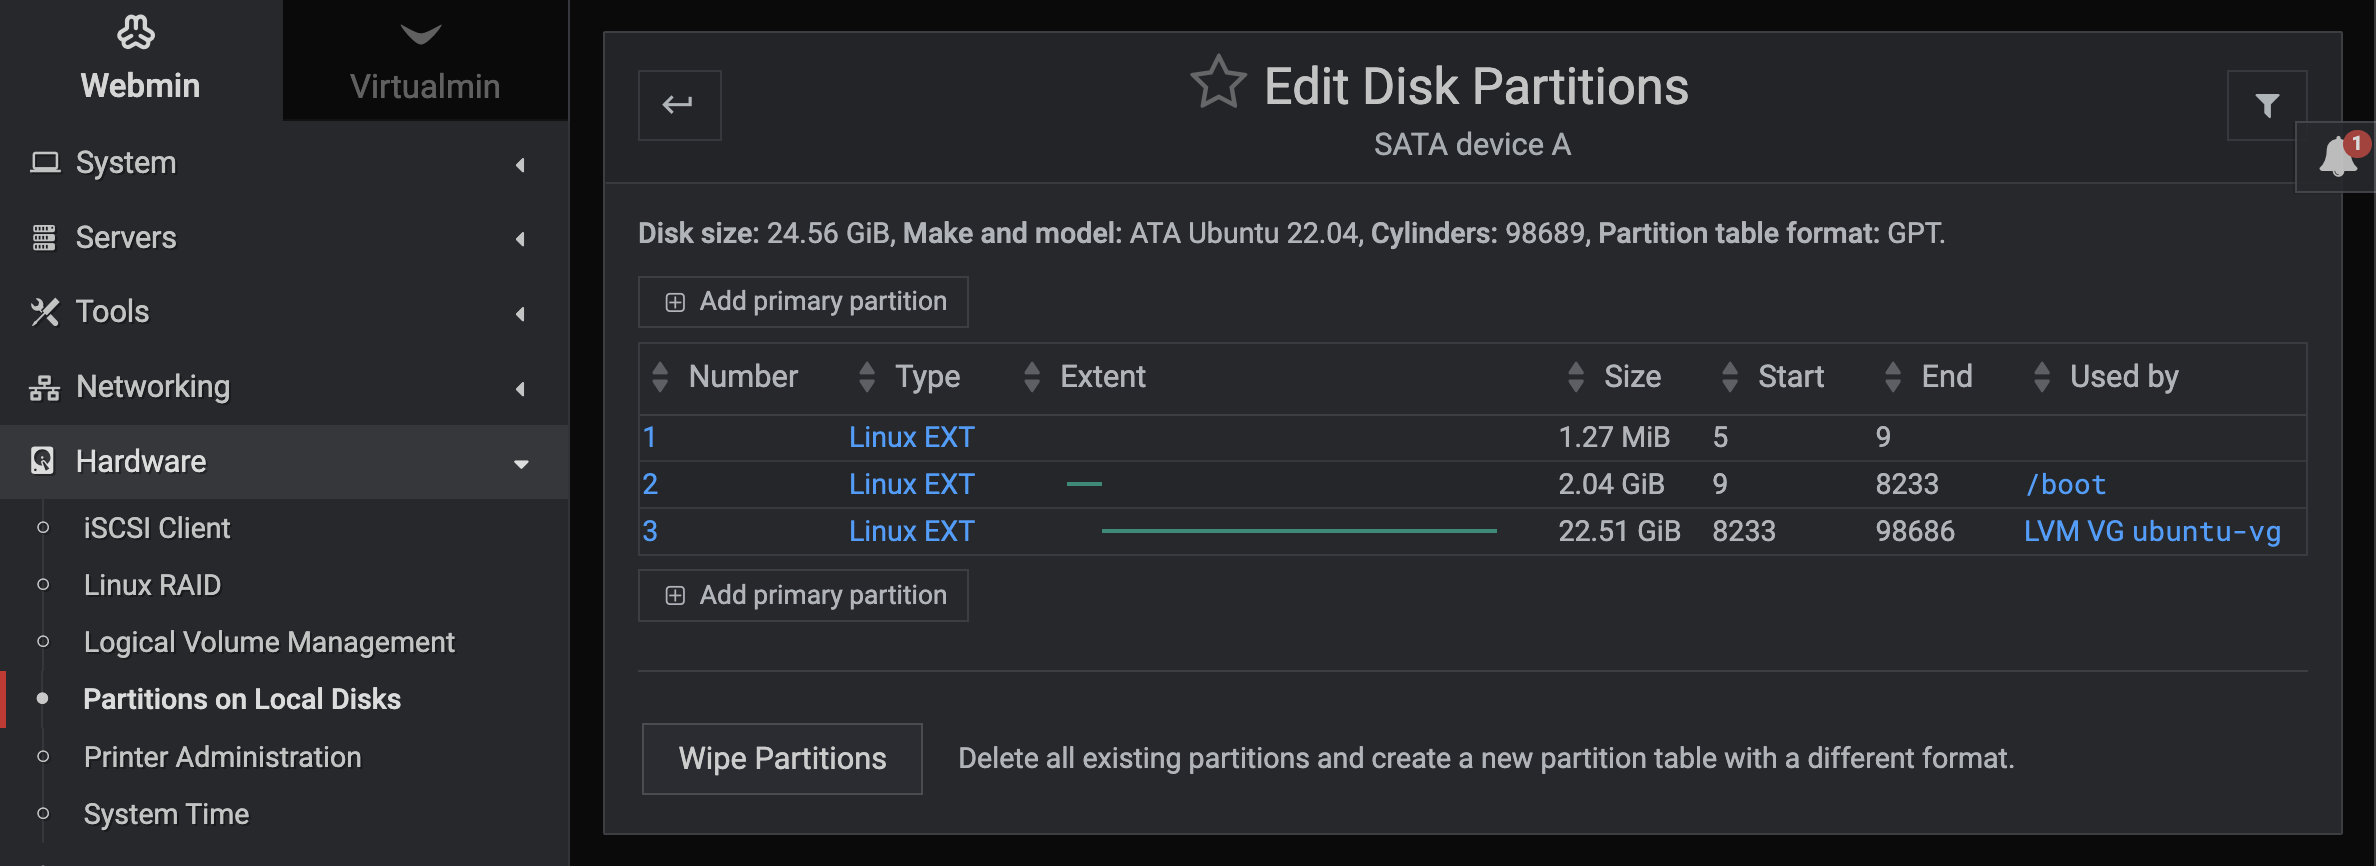 Webmin
Virtualmin
System
Servers
Tools
Networking
Hardware
iSCSI Client
Linux RAID
Logical Volume Management
Partitions on Local Disks
Printer Administration
System Time
Edit Disk Partitions
SATA device A
1
Disk size: 24.56 GiB, Make and model: ATA Ubuntu 22.04, Cylinders: 98689, Partition table format: GPT.
Add primary partition
Number Type Extent Size Start End Used by
1 Linux EXT 1.27 MiB 5 9
2 Linux EXT 2.04 GiB 9 8233 /boot
3 Linux EXT 22.51 GiB 8233 98686 LVM VG ubuntu-vg
Add primary partition
Wipe Partitions Delete all existing partitions and create a new partition table with a different format.